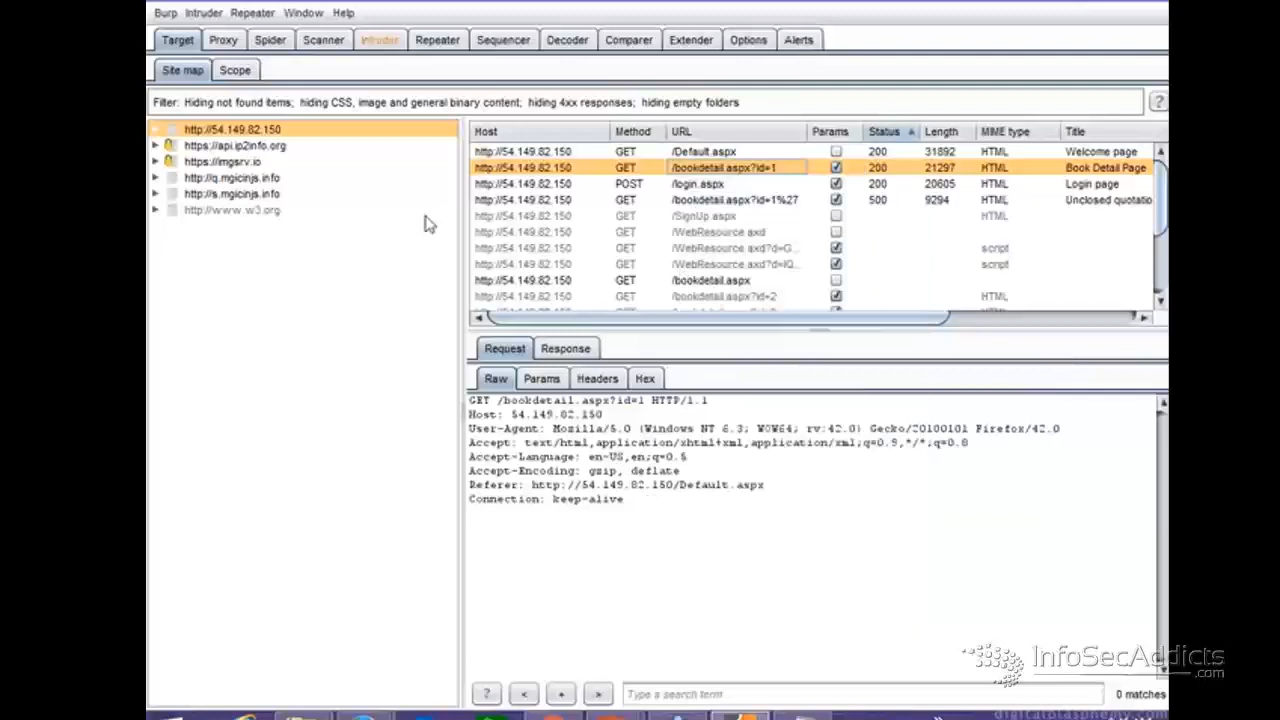 Burp Intruder Repeater Window Help
Target Proxy Spider Scanner Intruder Repeater Sequencer Decoder Comparer Extender Options Alerts
Site map Scope
Filter: Hiding not found items; hiding CSS, image and general binary content; hiding 4xx responses; hiding empty folders ?
http://54.149.82.150
https://api.ip2info.org
https://imgsrv.io
http://q.mgicinjs.info
http://s.mgicinjs.info
http://www.w3.org
Host Method URL Params Status Length MIME type Title
http://54.149.82.150 GET /Default.aspx 200 31892 HTML Welcome page
http://54.149.82.150 GET /bookdetail.aspx?id=1 200 21297 HTML Book Detail Page
http://54.149.82.150 POST /login.aspx 200 20605 HTML Login page
http://54.149.82.150 GET /bookdetail.aspx?id=1%27 500 9294 HTML Unclosed quotatio
http://54.149.82.150 GET /SignUp.aspx HTML
http://54.149.82.150 GET /WebResource.axd
http://54.149.82.150 GET /WebResource.axd?d=G... script
http://54.149.82.150 GET /WebResource.axd?d=IQ... script
http://54.149.82.150 GET /bookdetail.aspx
http://54.149.82.150 GET /bookdetail.aspx?id=2 HTML
Request Response
Raw Params Headers Hex
GET /bookdetail.aspx?id=1 HTTP/1.1
Host: 54.149.82.150
User-Agent: Mozilla/5.0 (Windows NT 6.3; WOW64; rv:42.0) Gecko/20100101 Firefox/42.0
Accept: text/html,application/xhtml+xml,application/xml;q=0.9,*/*;q=0.8
Accept-Language: en-US,en;q=0.5
Accept-Encoding: gzip, deflate
Referer: http://54.149.82.150/Default.aspx
Connection: keep-alive
InfoSecAddicts
.com
? < + > Type a search term 0 matches